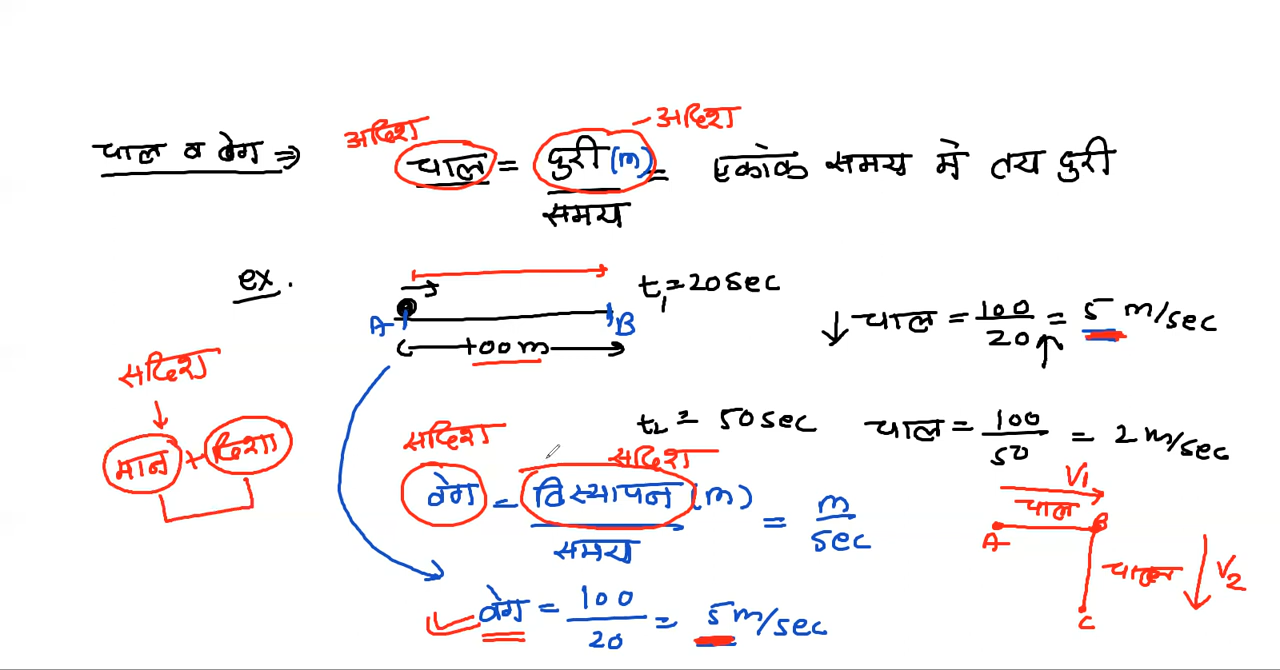 अदिश
अदिश
चाल व वेग ⇒ चाल = दुरी (m) = एकांक समय में तय दुरी
समय
ex.
A B t₁ = 20 sec
100 m
चाल = 100/20 = 5 m/sec
सदिश
मान + दिशा
t₂ = 50 sec चाल = 100/50 = 2 m/sec
सदिश सदिश
वेग = विस्थापन (m) = m/sec
समय
V1
चाल
A B
चाल V2
C
वेग = 100/20 = 5 m/sec